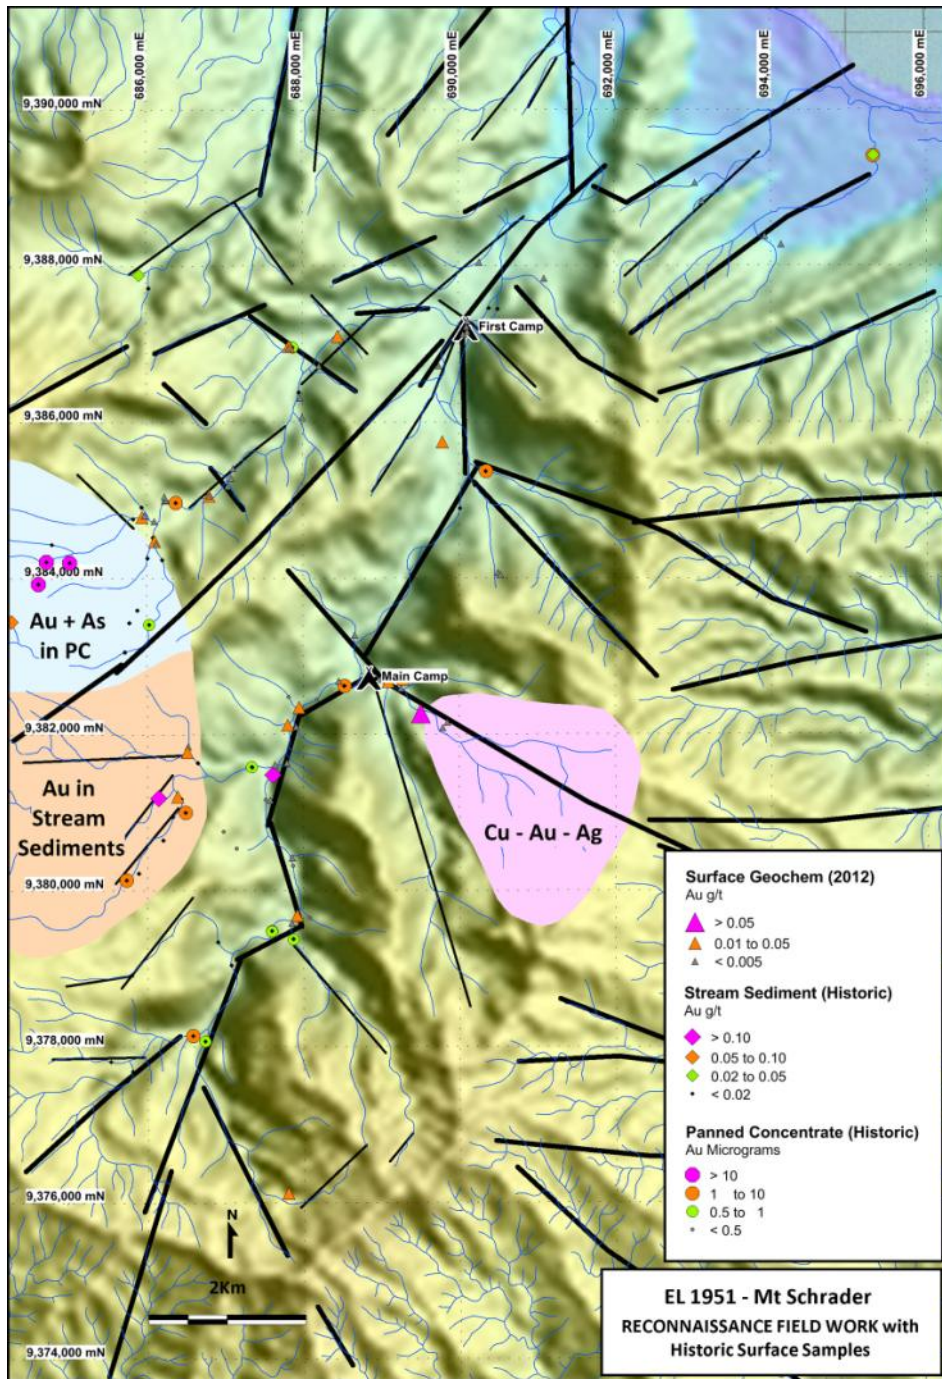 686,000 mE
688,000 mE
690,000 mE
692,000 mE
694,000 mE
696,000 mE
9,390,000 mN
9,388,000 mN
First Camp
9,386,000 mN
9,384,000 mN
Au + As
in PC
Main Camp
9,382,000 mN
Au in
Stream
Sediments
Cu - Au - Ag
9,380,000 mN
9,378,000 mN
9,376,000 mN
N
2Km
9,374,000 mN
Surface Geochem (2012)
Au g/t
> 0.05
0.01 to 0.05
< 0.005
Stream Sediment (Historic)
Au g/t
> 0.10
0.05 to 0.10
0.02 to 0.05
< 0.02
Panned Concentrate (Historic)
Au Micrograms
> 10
1 to 10
0.5 to 1
< 0.5
EL 1951 - Mt Schrader
RECONNAISSANCE FIELD WORK with
Historic Surface Samples